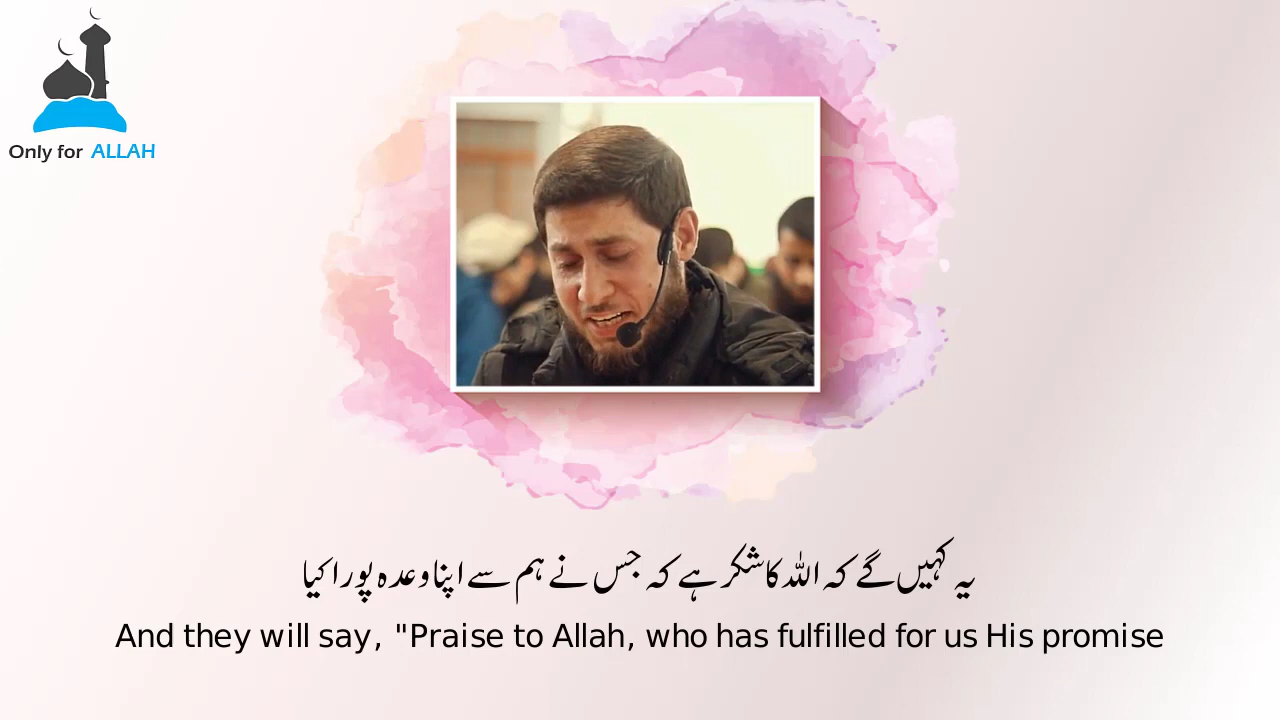 Only for ALLAH
یہ کہیں گے کہ اللہ کا شکر ہے کہ جس نے ہم سے اپنا وعدہ پورا کیا
And they will say, "Praise to Allah, who has fulfilled for us His promise